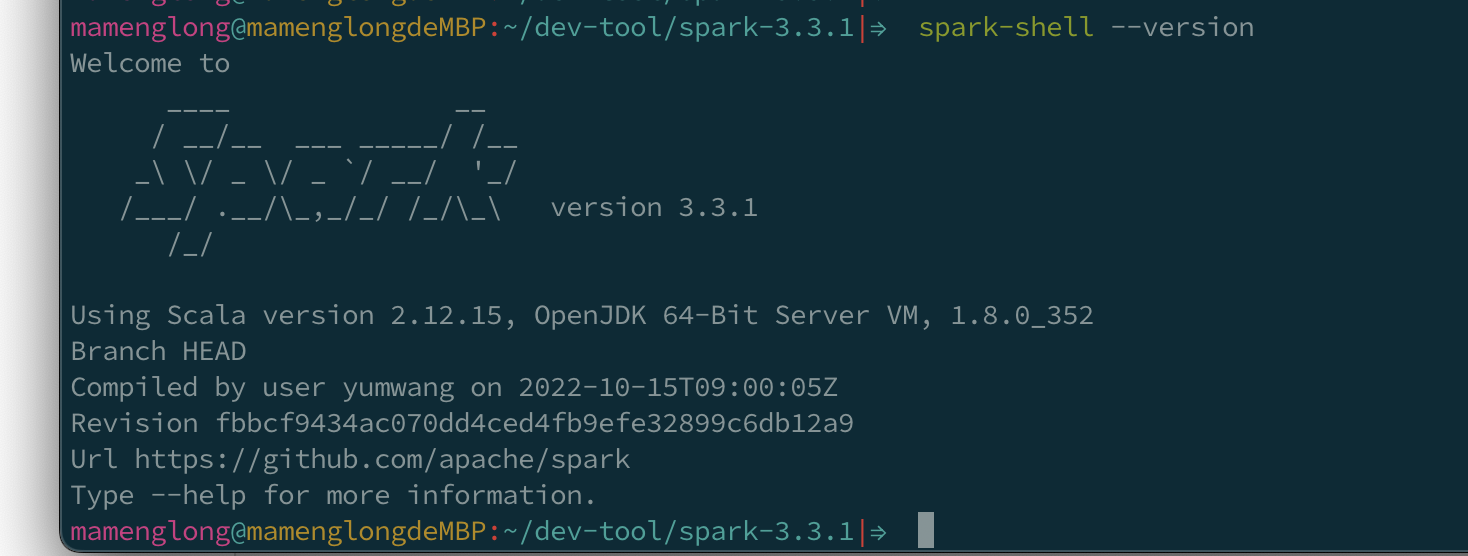 mamenglong@mamenglongdeMBP:~/dev-tool/spark-3.3.1|⇒  spark-shell --version
Welcome to
      ____              __
     / __/__  ___ _____/ /__
    _\ \/ _ \/ _ `/ __/  '_/
   /___/ .__/\_,_/_/ /_/\_\   version 3.3.1
      /_/
Using Scala version 2.12.15, OpenJDK 64-Bit Server VM, 1.8.0_352
Branch HEAD
Compiled by user yumwang on 2022-10-15T09:00:05Z
Revision fbbcf9434ac070dd4ced4fb9efe32899c6db12a9
Url https://github.com/apache/spark
Type --help for more information.
mamenglong@mamenglongdeMBP:~/dev-tool/spark-3.3.1|⇒